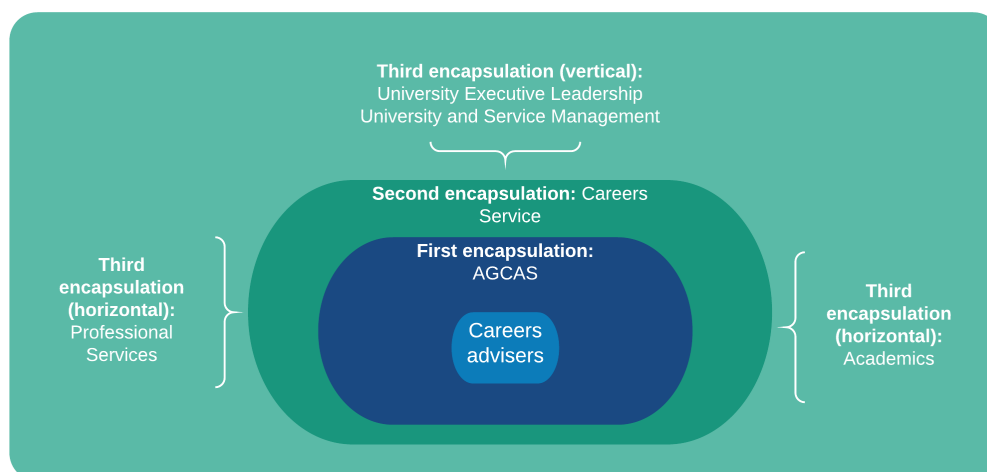 Third encapsulation (vertical):
University Executive Leadership
University and Service Management
Second encapsulation: Careers
Service
First encapsulation:
AGCAS
Careers
advisers
Third
encapsulation
(horizontal):
Professional
Services
Third
encapsulation
(horizontal):
Academics